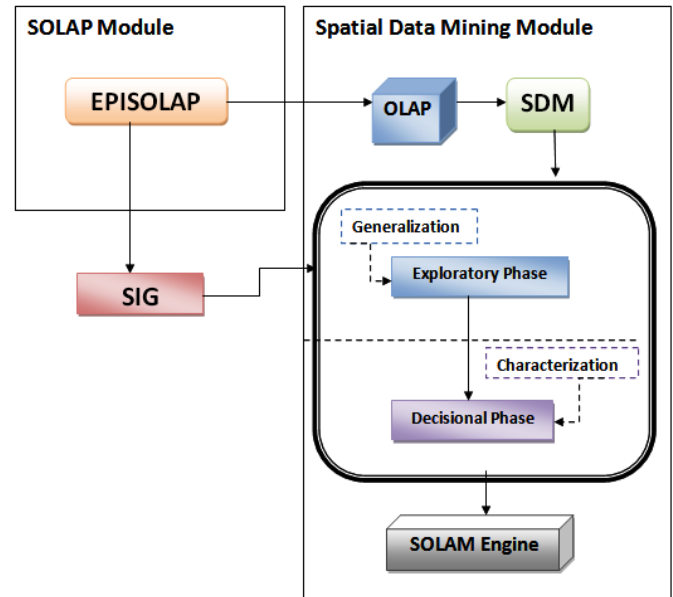 SOLAP Module
Spatial Data Mining Module
EPISOLAP
OLAP
SDM
Generalization
Exploratory Phase
SIG
Characterization
Decisional Phase
SOLAM Engine